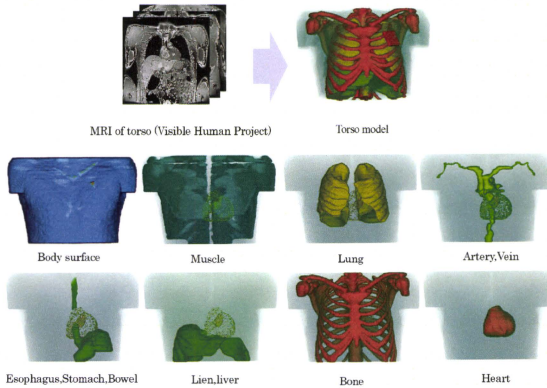 MRI of torso (Visible Human Project)
Torso model
Body surface
Muscle
Lung
Artery,Vein
Esophagus,Stomach,Bowel
Lien,liver
Bone
Heart